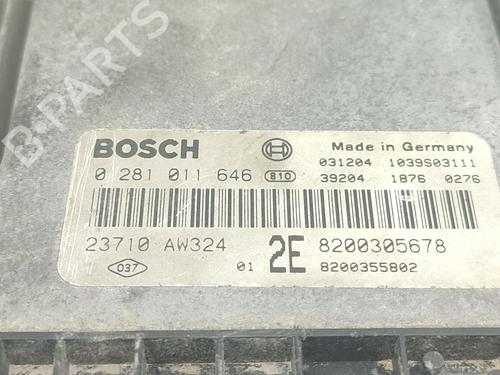 B-PARTS
BOSCH
Made in Germany
0 281 011 646 810
031204 1039S03111
39204 1876 0276
23710 AW324 2E 8200305678
037 01 8200355802